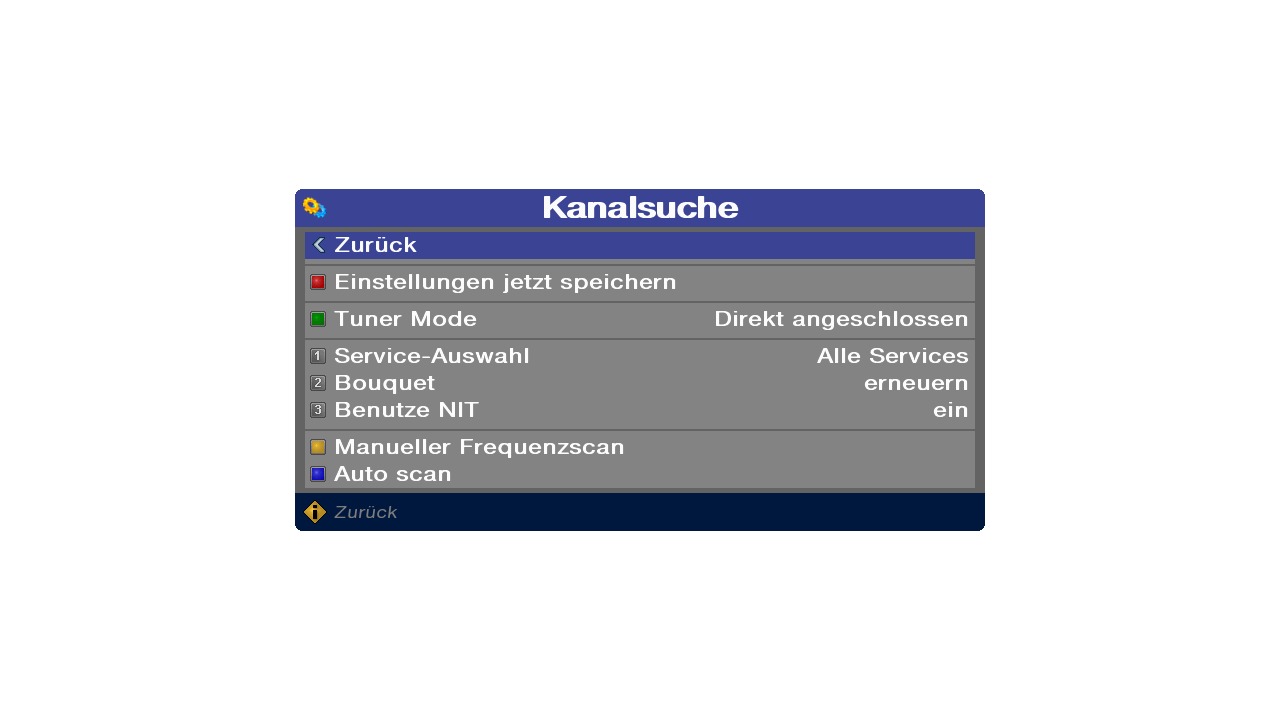 Kanalsuche
Zurück
Einstellungen jetzt speichern
Tuner Mode Direkt angeschlossen
1 Service-Auswahl Alle Services
2 Bouquet erneuern
3 Benutze NIT ein
Manueller Frequenzscan
Auto scan
Zurück